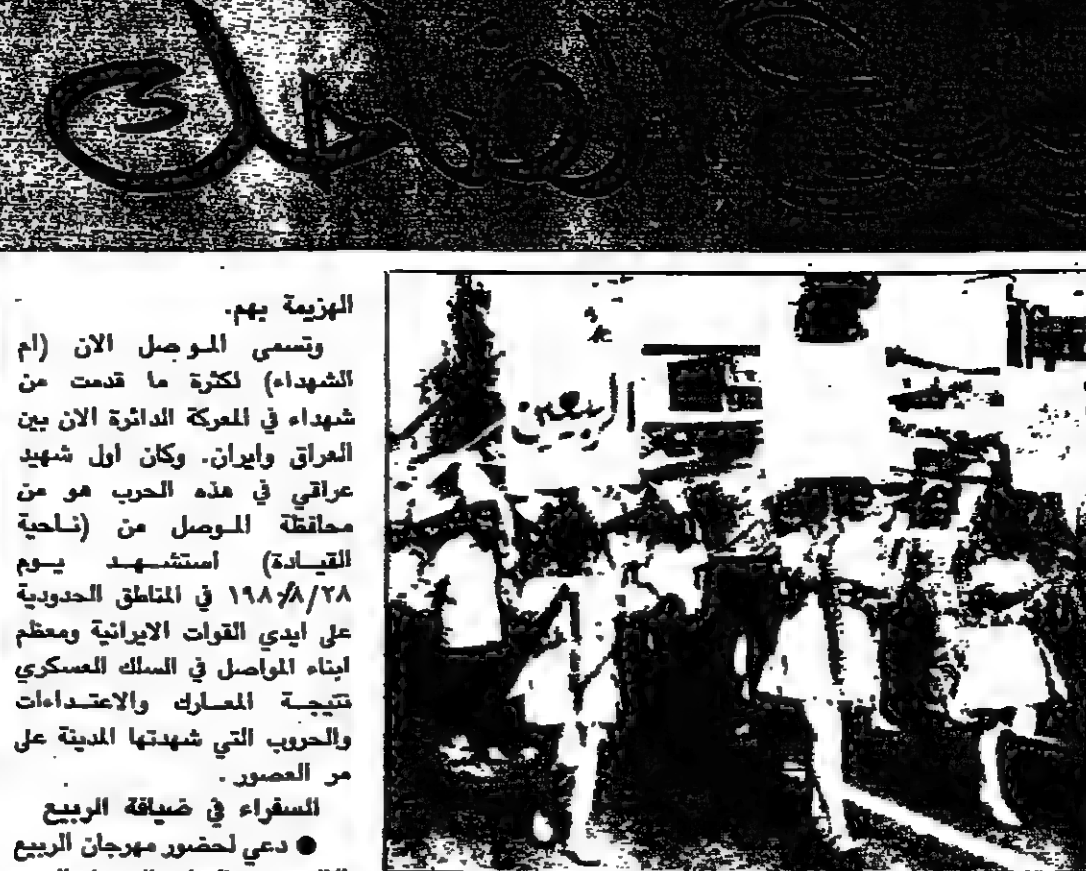 الهزيمة بهم.
وتسمى الموصل الان (ام
الشهداء) لكثرة ما قدمت من
شهداء في المعركة الدائرة الان بين
العراق وايران. وكان اول شهيد
عراقي في هذه الحرب هو من
محافظة الموصل من (ناحية
القيادة) استشهد يوم
١٩٨٠/٨/٢٨ في المناطق الحدودية
على ايدي القوات الايرانية ومعظم
ابناء المواصل في السلك العسكري
نتيجة المعارك والاعتداءات
والحروب التي شهدتها المدينة على
مر العصور.
السفراء في ضيافة الربيع
● دعي لحضور مهرجان الربيع